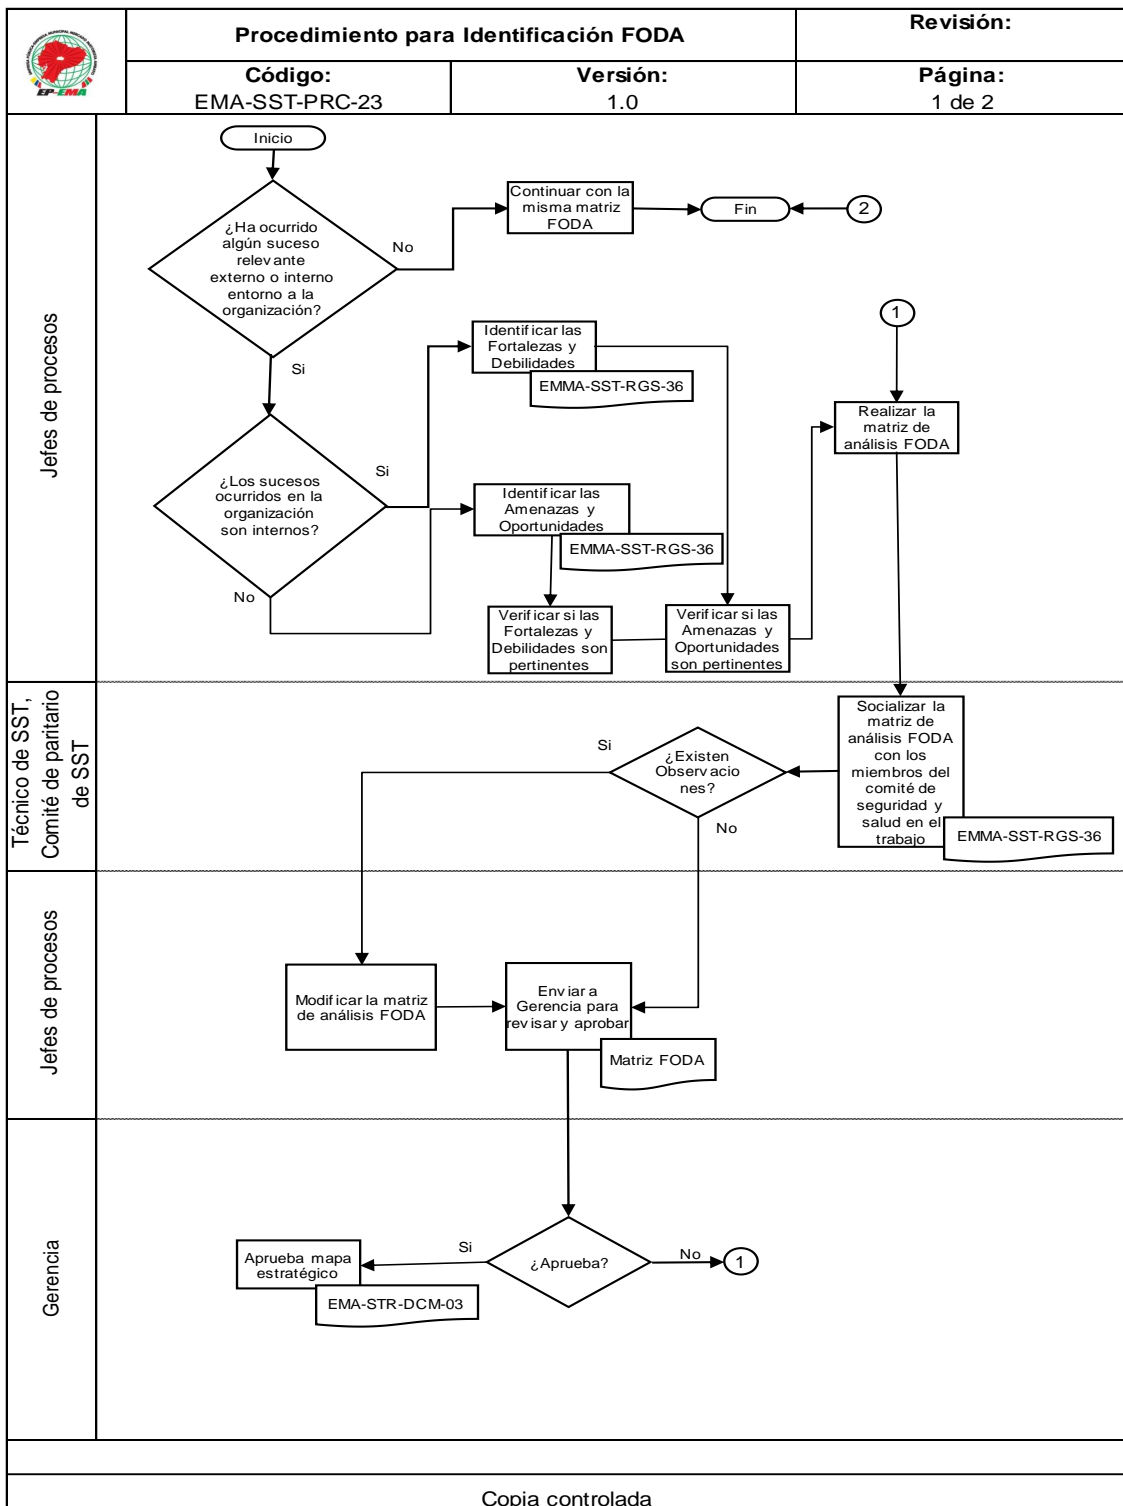 EP-EMA
Procedimiento para Identificación FODA
Revisión:
Código:
EMA-SST-PRC-23
Versión:
1.0
Página:
1 de 2
Jefes de procesos
Inicio
¿Ha ocurrido
algún suceso
relevante
externo o interno
entorno a la
organización?
No
Continuar con la
misma matriz
FODA
Fin
2
Si
¿Los sucesos
ocurridos en la
organización
son internos?
Si
No
Identificar las
Fortalezas y
Debilidades
EMMA-SST-RGS-36
Identificar las
Amenazas y
Oportunidades
EMMA-SST-RGS-36
Verificar si las
Fortalezas y
Debilidades son
pertinentes
Verificar si las
Amenazas y
Oportunidades
son pertinentes
1
Realizar la
matriz de
análisis FODA
Técnico de SST,
Comité de paritario
de SST
Socializar la
matriz de
análisis FODA
con los
miembros del
comité de
seguridad y
salud en el
trabajo
EMMA-SST-RGS-36
¿Existen
Observacio
nes?
Si
No
Jefes de procesos
Modificar la matriz
de análisis FODA
Enviar a
Gerencia para
revisar y aprobar
Matriz FODA
Gerencia
¿Aprueba?
Si
No
1
Aprueba mapa
estratégico
EMA-STR-DCM-03
Copia controlada